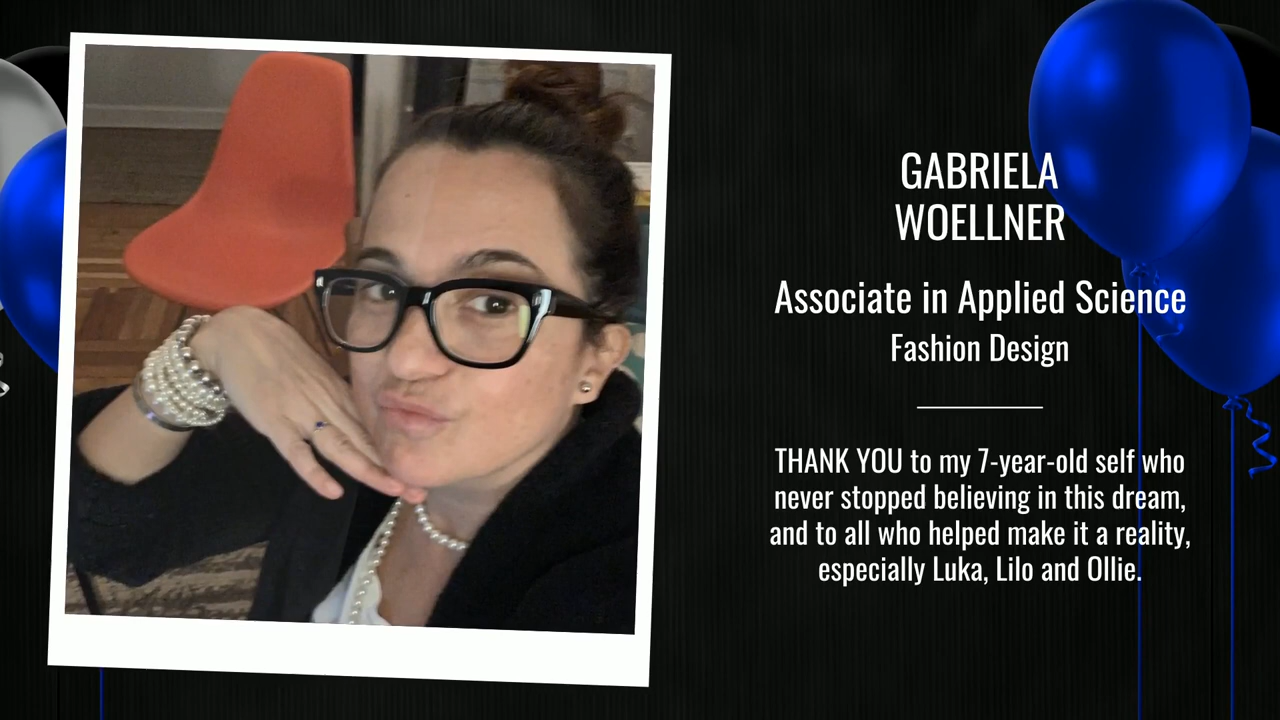 GABRIELA
WOELLNER
Associate in Applied Science
Fashion Design
THANK YOU to my 7-year-old self who
never stopped believing in this dream,
and to all who helped make it a reality,
especially Luka, Lilo and Ollie.